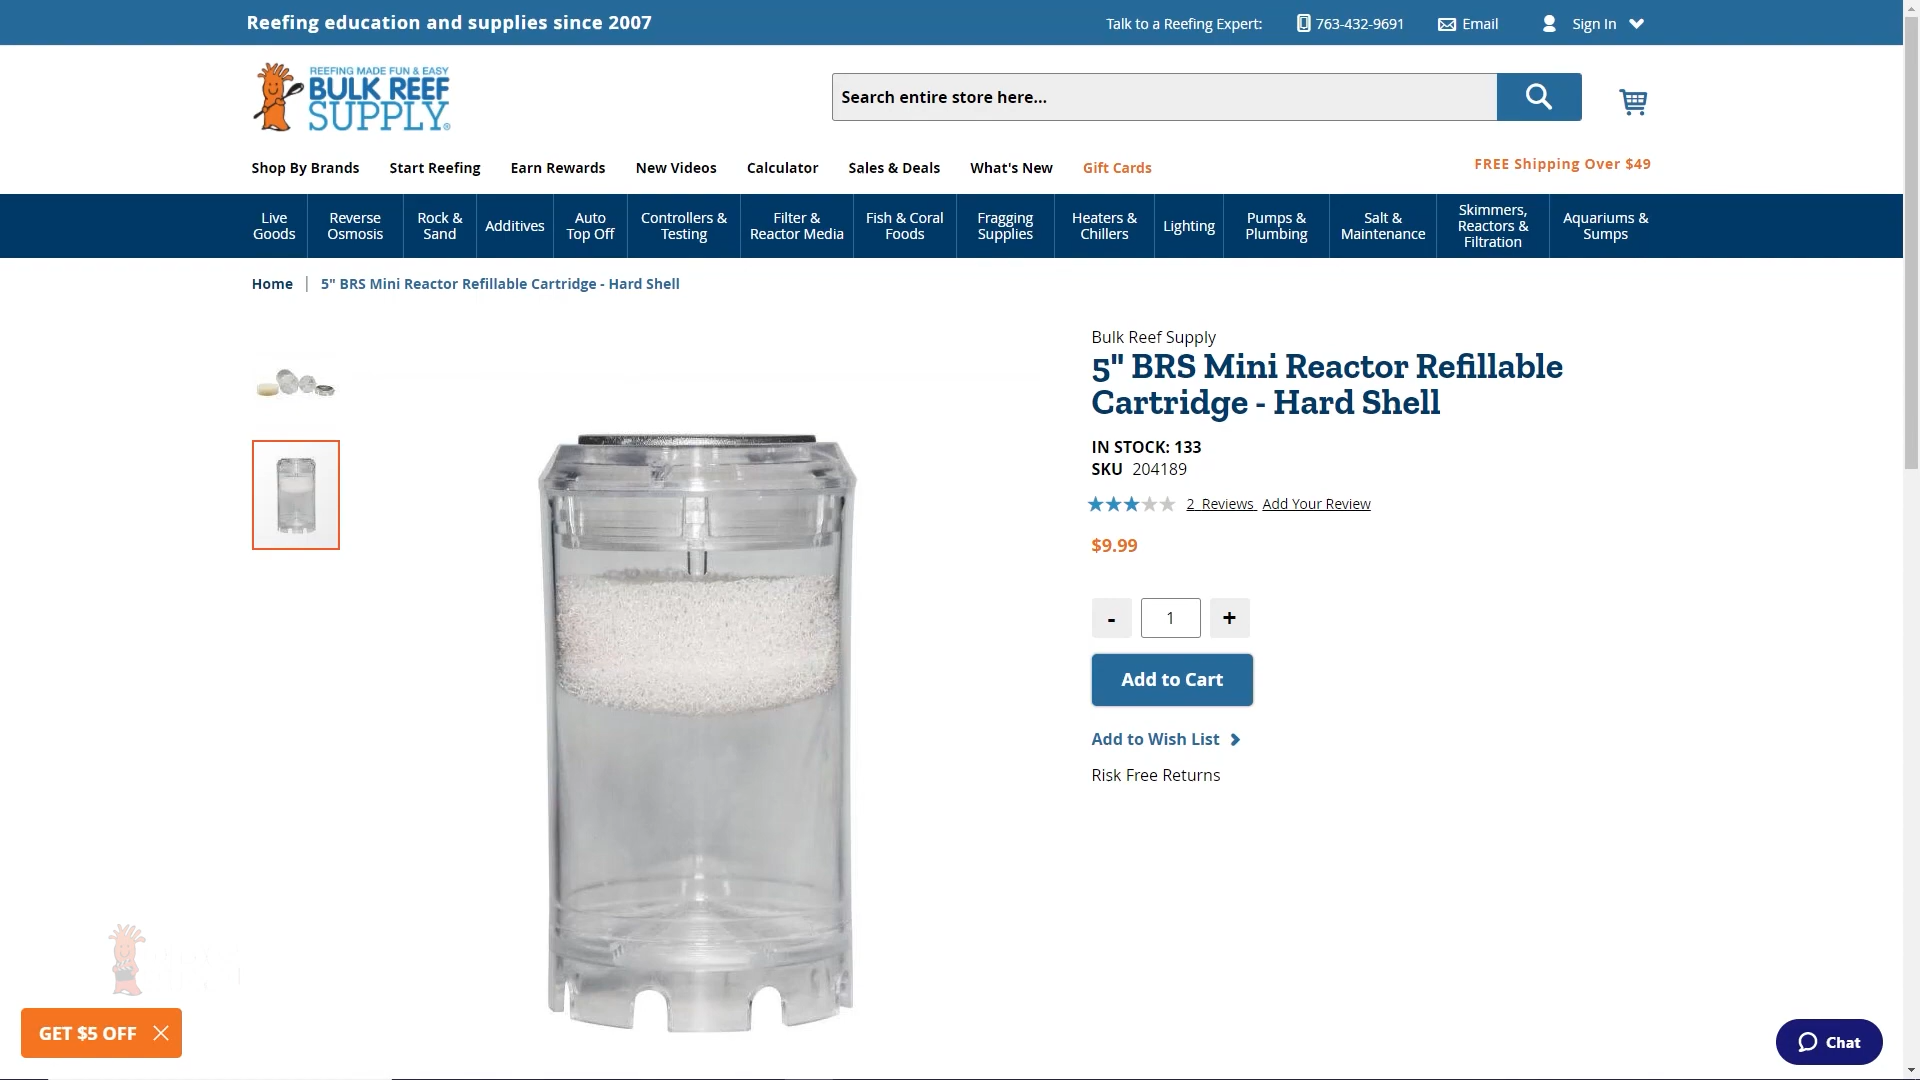 Reefing education and supplies since 2007
Talk to a Reefing Expert:
763-432-9691
Email
Sign In
REEFING MADE FUN & EASY
BULK REEF
SUPPLY®
Search entire store here...
Shop By Brands
Start Reefing
Earn Rewards
New Videos
Calculator
Sales & Deals
What's New
Gift Cards
FREE Shipping Over $49
Live
Goods
Reverse
Osmosis
Rock &
Sand
Additives
Auto
Top Off
Controllers &
Testing
Filter &
Reactor Media
Fish & Coral
Foods
Fragging
Supplies
Heaters &
Chillers
Lighting
Pumps &
Plumbing
Salt &
Maintenance
Skimmers,
Reactors &
Filtration
Aquariums &
Sumps
Home | 5" BRS Mini Reactor Refillable Cartridge - Hard Shell
Bulk Reef Supply
5" BRS Mini Reactor Refillable
Cartridge - Hard Shell
IN STOCK: 133
SKU 204189
2 Reviews Add Your Review
$9.99
- 1 +
Add to Cart
Add to Wish List
Risk Free Returns
GET $5 OFF
Chat